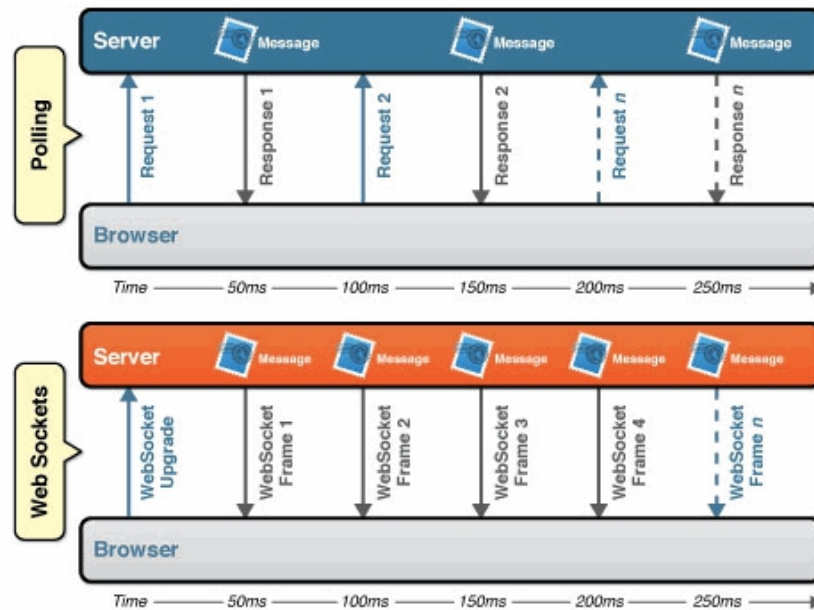 Polling
Server
Message
Message
Message
Request 1
Response 1
Request 2
Response 2
Request n
Response n
Browser
Time 50ms 100ms 150ms 200ms 250ms
Web Sockets
Server
Message
Message
Message
Message
Message
WebSocket
Upgrade
WebSocket
Frame 1
WebSocket
Frame 2
WebSocket
Frame 3
WebSocket
Frame 4
WebSocket
Frame n
Browser
Time 50ms 100ms 150ms 200ms 250ms